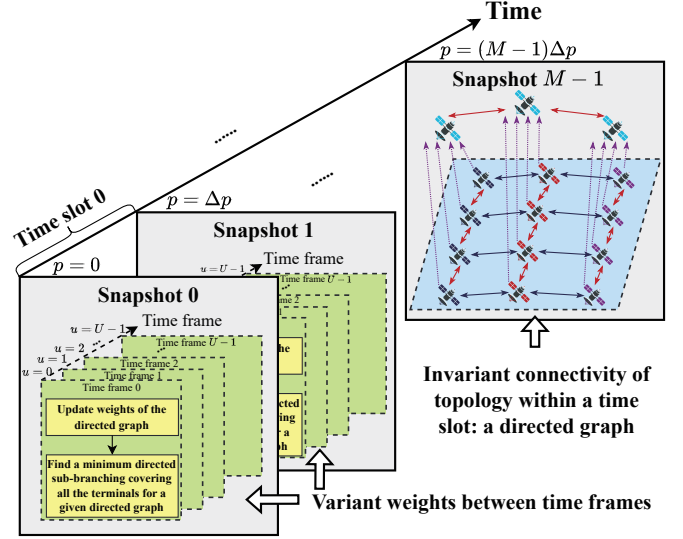 Time
p = (M − 1)Δp
Snapshot M − 1
Time slot 0
p = Δp
Snapshot 1
p = 0
u = U − 1
Time frame
Time frame U − 1
Snapshot 0
u = U − 1
Time frame
u = 2
u = 1
u = 0
Time frame U − 1
Time frame 2
Time frame 1
Time frame 0
Update weights of the
directed graph
Find a minimum directed
sub-branching covering
all the terminals for a
given directed graph
Invariant connectivity of
topology within a time
slot: a directed graph
Variant weights between time frames